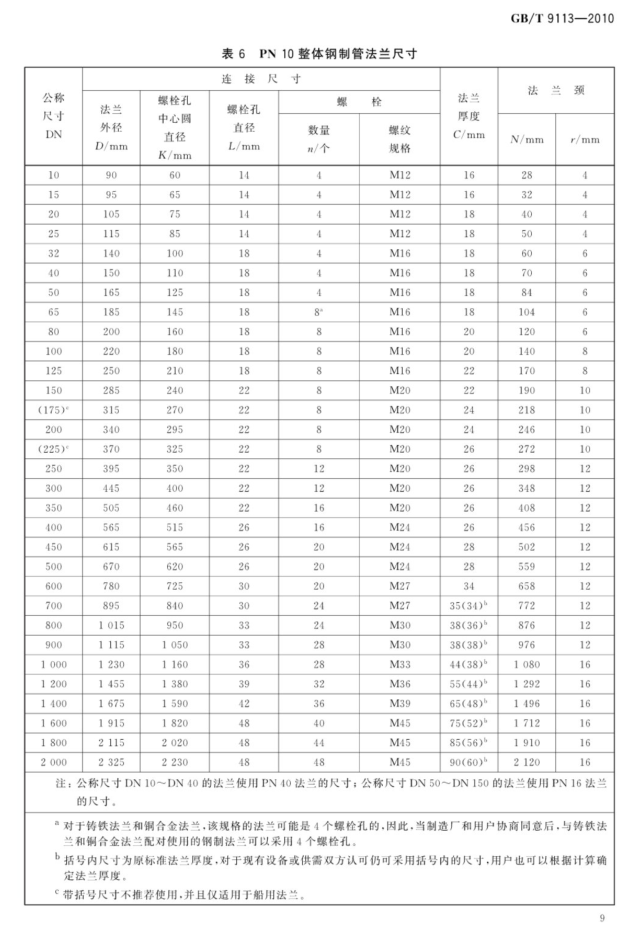 GB/T 9113—2010
表 6 PN 10 整体钢制管法兰尺寸
公称尺寸 DN 连接尺寸 法兰厚度 C/mm 法兰颈
法兰外径 D/mm 螺栓孔中心圆直径 K/mm 螺栓孔直径 L/mm 螺栓 N/mm r/mm
数量 n/个 螺纹规格
10 90 60 14 4 M12 16 28 4
15 95 65 14 4 M12 16 32 4
20 105 75 14 4 M12 18 40 4
25 115 85 14 4 M12 18 50 4
32 140 100 18 4 M16 18 60 6
40 150 110 18 4 M16 18 70 6
50 165 125 18 4 M16 18 84 6
65 185 145 18 8ᵃ M16 18 104 6
80 200 160 18 8 M16 20 120 6
100 220 180 18 8 M16 20 140 8
125 250 210 18 8 M16 22 170 8
150 285 240 22 8 M20 22 190 10
(175)ᶜ 315 270 22 8 M20 24 218 10
200 340 295 22 8 M20 24 246 10
(225)ᶜ 370 325 22 8 M20 26 272 10
250 395 350 22 12 M20 26 298 12
300 445 400 22 12 M20 26 348 12
350 505 460 22 16 M20 26 408 12
400 565 515 26 16 M24 26 456 12
450 615 565 26 20 M24 28 502 12
500 670 620 26 20 M24 28 559 12
600 780 725 30 20 M27 34 658 12
700 895 840 30 24 M27 35(34)ᵇ 772 12
800 1 015 950 33 24 M30 38(36)ᵇ 876 12
900 1 115 1 050 33 28 M30 38(38)ᵇ 976 12
1 000 1 230 1 160 36 28 M33 44(38)ᵇ 1 080 16
1 200 1 455 1 380 39 32 M36 55(44)ᵇ 1 292 16
1 400 1 675 1 590 42 36 M39 65(48)ᵇ 1 496 16
1 600 1 915 1 820 48 40 M45 75(52)ᵇ 1 712 16
1 800 2 115 2 020 48 44 M45 85(56)ᵇ 1 910 16
2 000 2 325 2 230 48 48 M45 90(60)ᵇ 2 120 16
注：公称尺寸 DN 10～DN 40 的法兰使用 PN 40 法兰的尺寸；公称尺寸 DN 50～DN 150 的法兰使用 PN 16 法兰
的尺寸。
ᵃ 对于铸铁法兰和铜合金法兰，该规格的法兰可能是 4 个螺栓孔的，因此，当制造厂和用户协商同意后，与铸铁法
兰和铜合金法兰配对使用的钢制法兰可以采用 4 个螺栓孔。
ᵇ 括号内尺寸为原标准法兰厚度，对于现有设备或供需双方认可仍可采用括号内的尺寸，用户也可以根据计算确
定法兰厚度。
ᶜ 带括号尺寸不推荐使用，并且仅适用于船用法兰。
9